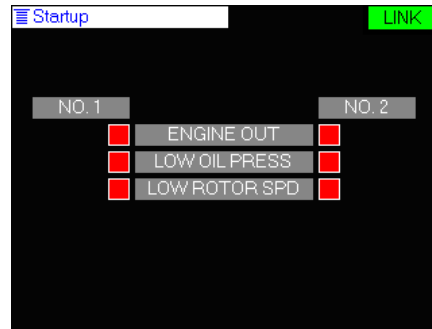 Startup
LINK
NO. 1
NO. 2
ENGINE OUT
LOW OIL PRESS
LOW ROTOR SPD